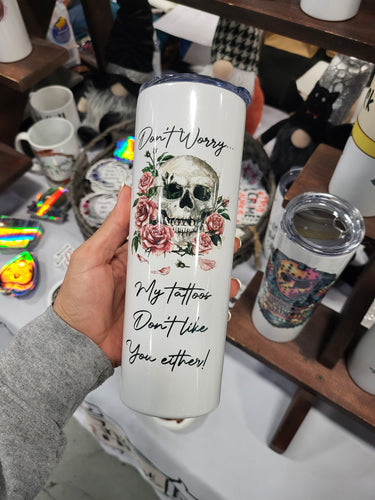 Don't Worry...
My tattoos
Don't like
You either!